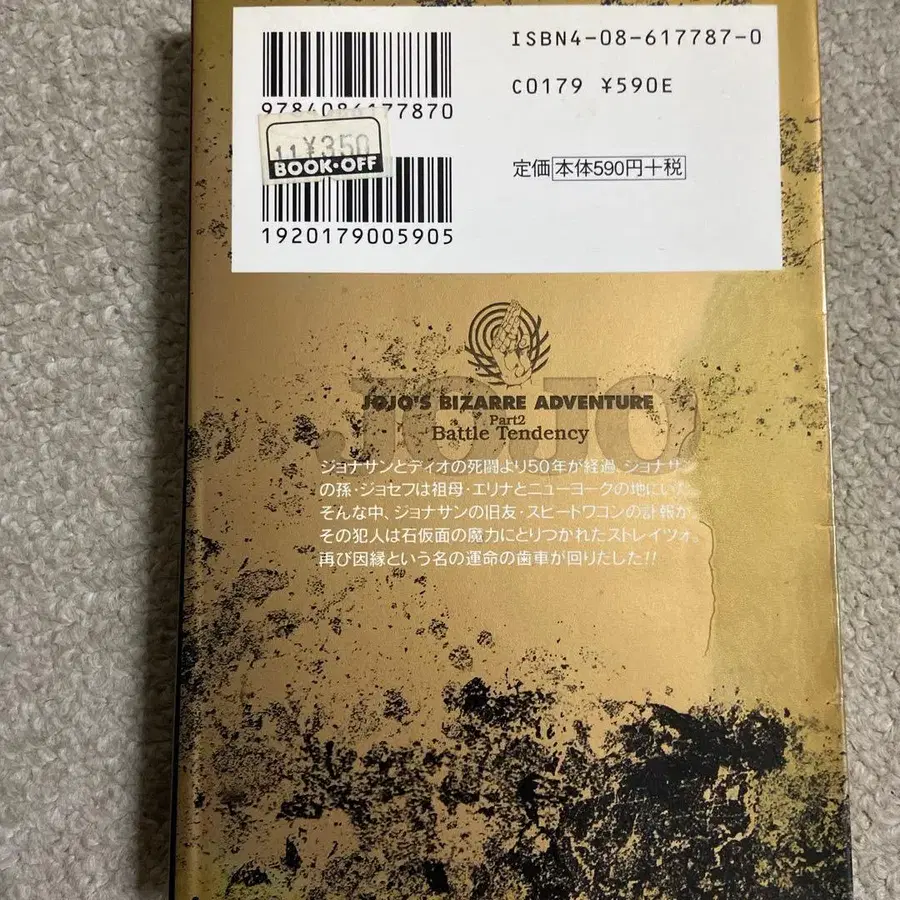 ISBN4-08-617787-0
C0179 ¥590E
9784086177870
11 ¥350
BOOK・OFF
定価 本体590円+税
1920179005905
JOJO
JOJO'S BIZARRE ADVENTURE
Part2
Battle Tendency
ジョナサンとディオの死闘より50年が経過、ジョナサン
の孫・ジョセフは祖母・エリナとニューヨークの地にいた。
そんな中、ジョナサンの旧友・スピードワゴンの訃報が。
その犯人は石仮面の魔力にとりつかれたストレイツォ。
再び因縁という名の運命の歯車が回りだした!!